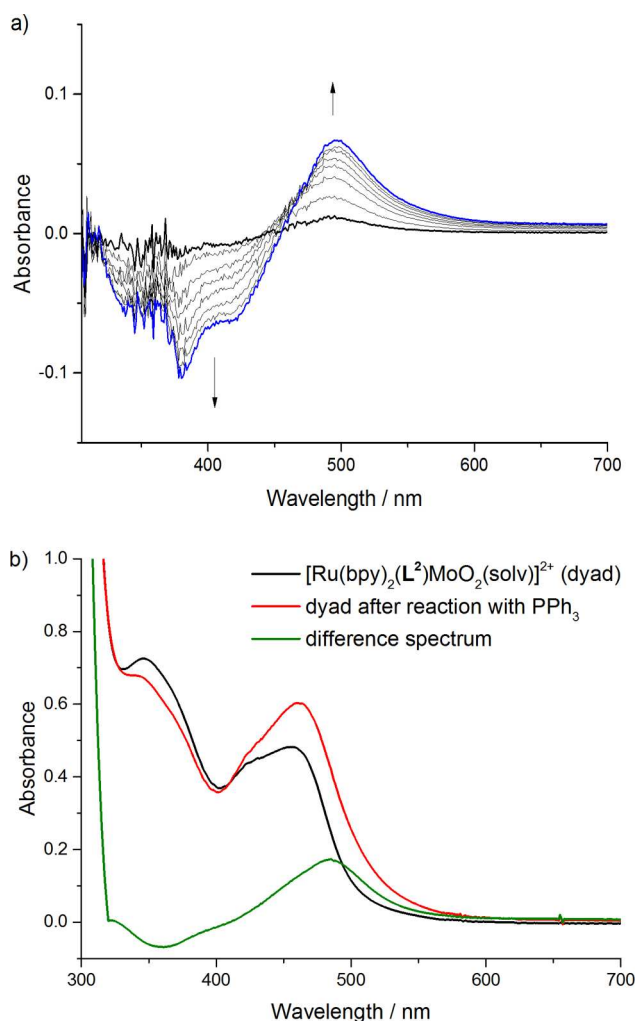 a)
0.1
0.0
-0.1
Absorbance
400 500 600 700
Wavelength / nm
b)
1.0
0.8
0.6
0.4
0.2
0.0
Absorbance
[Ru(bpy)₂(L²)MoO₂(solv)]²⁺ (dyad)
dyad after reaction with PPh₃
difference spectrum
300 400 500 600 700
Wavelength / nm